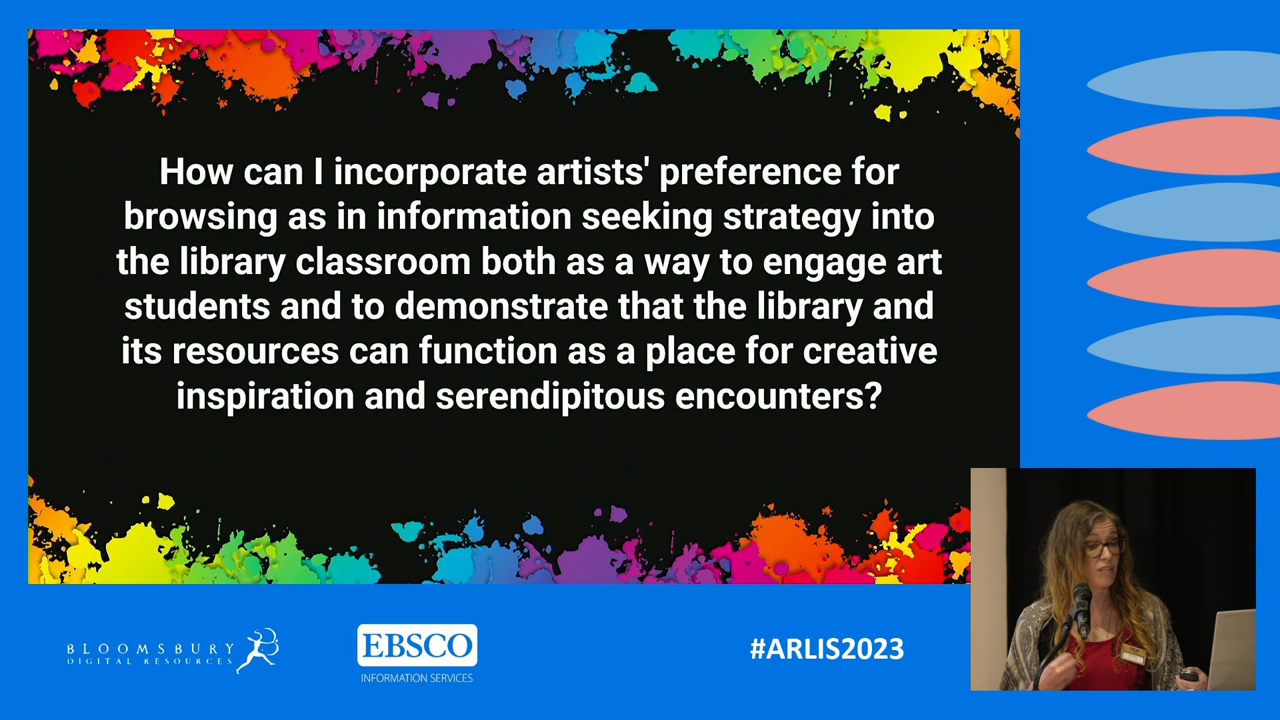 How can I incorporate artists' preference for
browsing as in information seeking strategy into
the library classroom both as a way to engage art
students and to demonstrate that the library and
its resources can function as a place for creative
inspiration and serendipitous encounters?
BLOOMSBURY
DIGITAL RESOURCES
EBSCO
INFORMATION SERVICES
#ARLIS2023